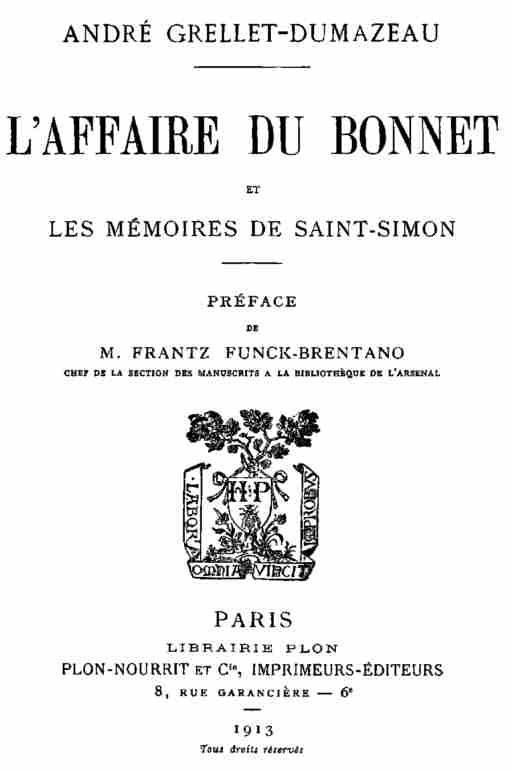 ANDRÉ GRELLET-DUMAZEAU
L'AFFAIRE DU BONNET
ET
LES MÉMOIRES DE SAINT-SIMON
PRÉFACE
DE
M. FRANTZ FUNCK-BRENTANO
CHEF DE LA SECTION DES MANUSCRITS A LA BIBLIOTHÈQUE DE L'ARSENAL
H·P
LABOR
OMNIA VINCIT
IMPROBVS
PARIS
LIBRAIRIE PLON
PLON-NOURRIT ET Cie, IMPRIMEURS-ÉDITEURS
8, RUE GARANCIÈRE — 6e
1913
Tous droits réservés